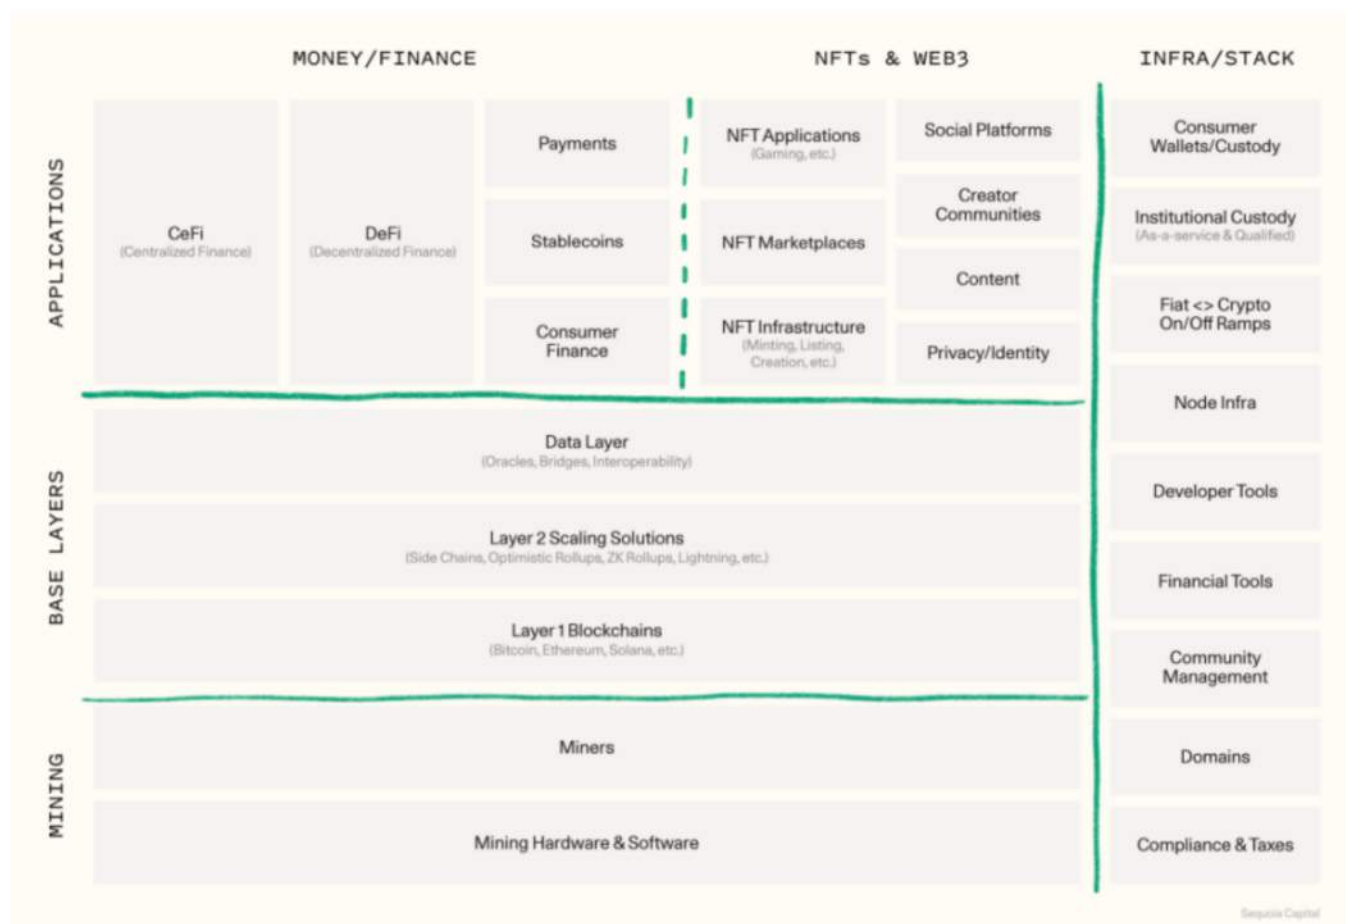 MONEY/FINANCE
NFTs & WEB3
INFRA/STACK
APPLICATIONS
CeFi
(Centralized Finance)
DeFi
(Decentralized Finance)
Payments
Stablecoins
Consumer
Finance
NFT Applications
(Gaming, etc.)
NFT Marketplaces
NFT Infrastructure
(Minting, Listing,
Creation, etc.)
Social Platforms
Creator
Communities
Content
Privacy/Identity
BASE LAYERS
Data Layer
(Oracles, Bridges, Interoperability)
Layer 2 Scaling Solutions
(Side Chains, Optimistic Rollups, ZK Rollups, Lightning, etc.)
Layer 1 Blockchains
(Bitcoin, Ethereum, Solana, etc.)
MINING
Miners
Mining Hardware & Software
Consumer
Wallets/Custody
Institutional Custody
(As-a-service & Qualified)
Fiat <> Crypto
On/Off Ramps
Node Infra
Developer Tools
Financial Tools
Community
Management
Domains
Compliance & Taxes
Sequoia Capital